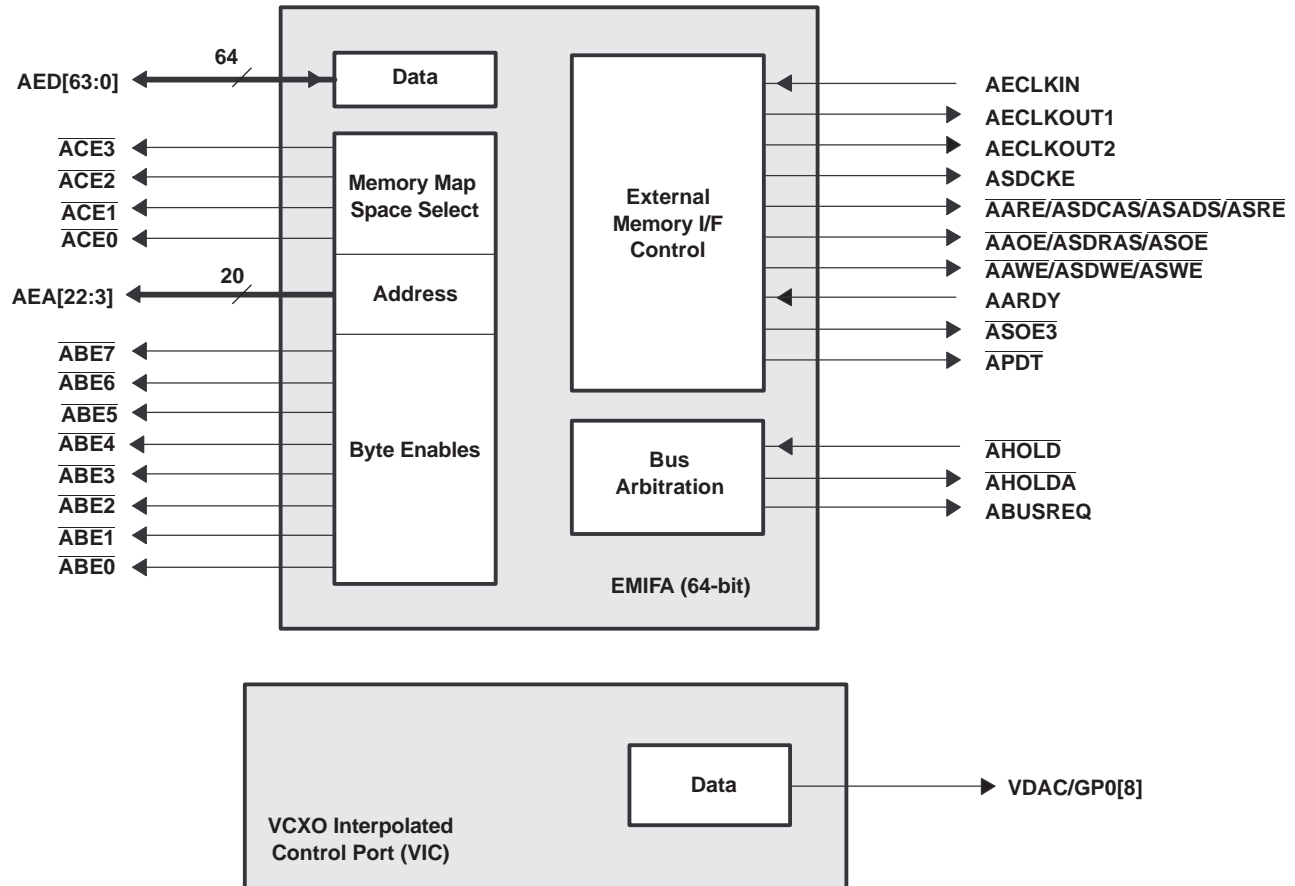 64
AED[63:0]
Data
ACE3
ACE2
ACE1
ACE0
Memory Map
Space Select
20
AEA[22:3]
Address
ABE7
ABE6
ABE5
ABE4
ABE3
ABE2
ABE1
ABE0
Byte Enables
External
Memory I/F
Control
AECLKIN
AECLKOUT1
AECLKOUT2
ASDCKE
AARE/ASDCAS/ASADS/ASRE
AAOE/ASDRAS/ASOE
AAWE/ASDWE/ASWE
AARDY
ASOE3
APDT
Bus
Arbitration
AHOLD
AHOLDA
ABUSREQ
EMIFA (64-bit)
Data
VDAC/GP0[8]
VCXO Interpolated
Control Port (VIC)